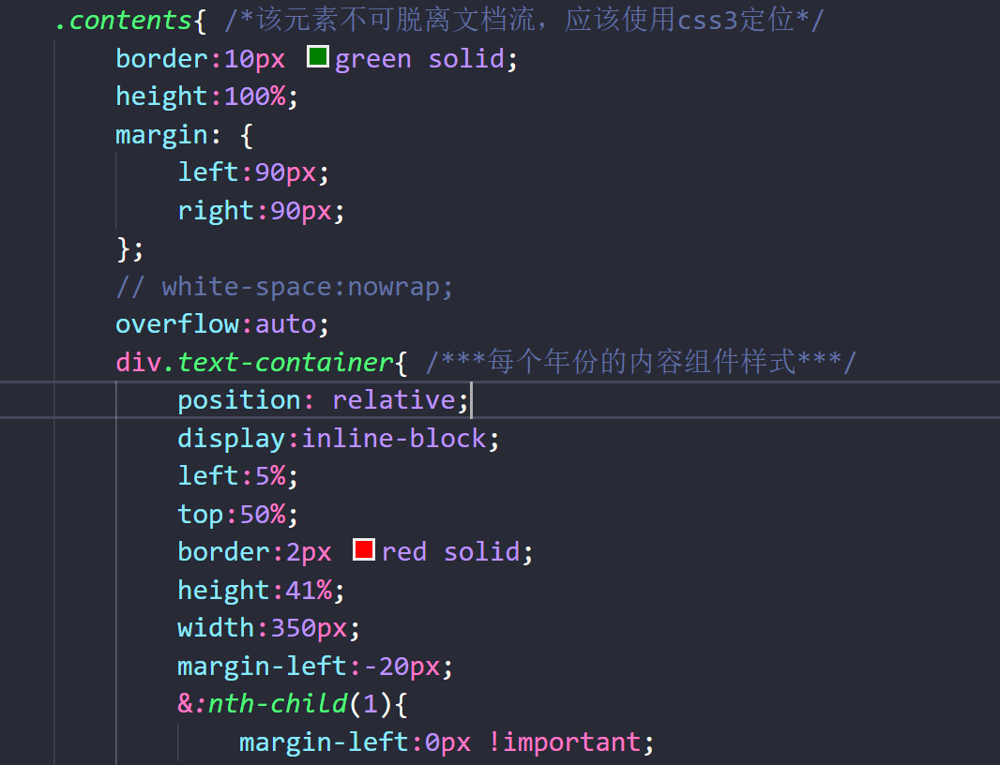 .contents{ /*该元素不可脱离文档流，应该使用css3定位*/
border:10px green solid;
height:100%;
margin: {
left:90px;
right:90px;
};
// white-space:nowrap;
overflow:auto;
div.text-container{ /***每个年份的内容组件样式***/
position: relative;
display:inline-block;
left:5%;
top:50%;
border:2px red solid;
height:41%;
width:350px;
margin-left:-20px;
&:nth-child(1){
margin-left:0px !important;